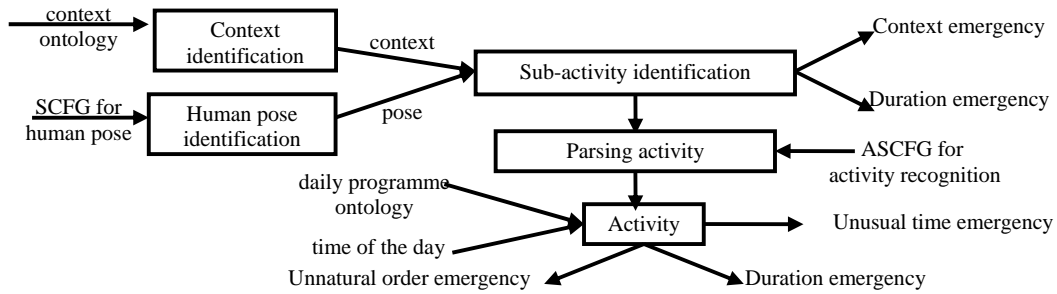 context
ontology
Context
identification
context
SCFG for
human pose
Human pose
identification
pose
Sub-activity identification
Context emergency
Duration emergency
Parsing activity
ASCFG for
activity recognition
daily programme
ontology
time of the day
Activity
Unusual time emergency
Unnatural order emergency
Duration emergency